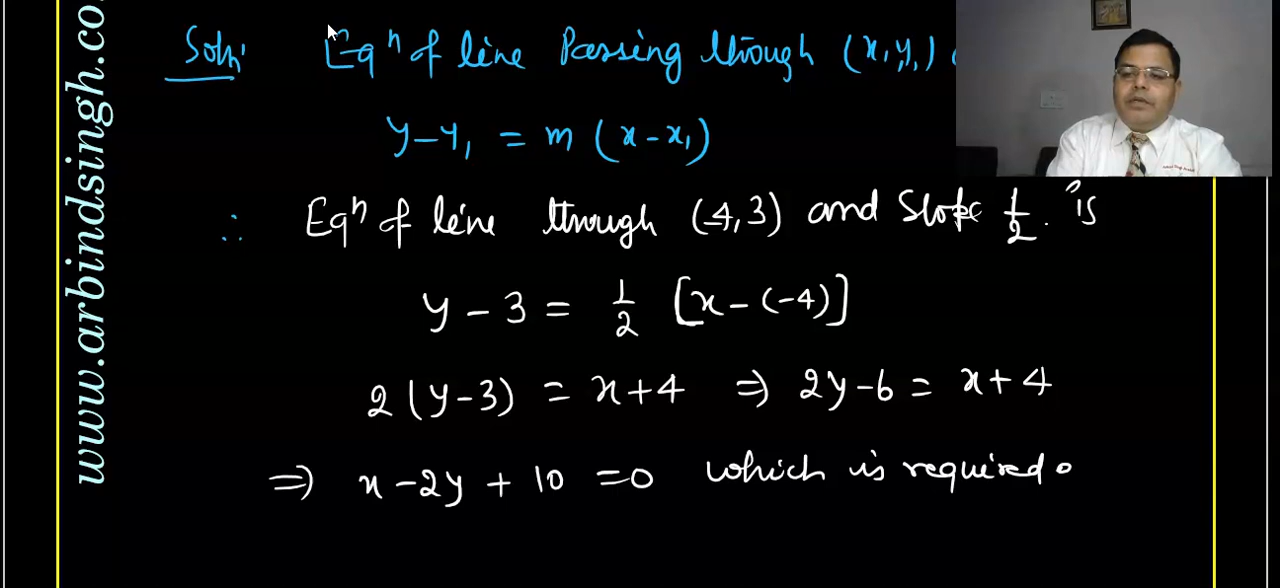 www.arbindsingh.co
Soln: Eqn of line Passing through (x1,y1)
y-y1 = m (x-x1)
∴ Eqn of line through (-4,3) and Slope 1/2. is
y - 3 = 1/2 [x-(-4)]
2(y-3) = x+4 ⇒ 2y-6 = x+4
⇒ x-2y + 10 =0 which is required.